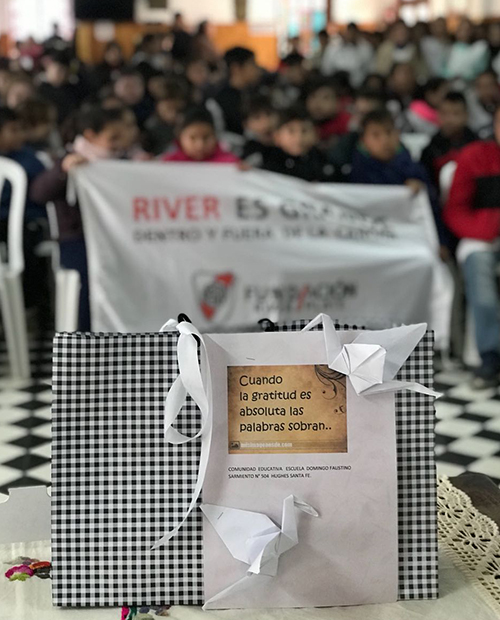 RIVER ES GRANDE
DENTRO Y FUERA DE LA CANCHA
FUNDACIÓN
Cuando
la gratitud es
absoluta las
palabras sobran..
COMUNIDAD EDUCATIVA ESCUELA DOMINGO FAUSTINO
SARMIENTO N° 504 HUGHES SANTA FE.